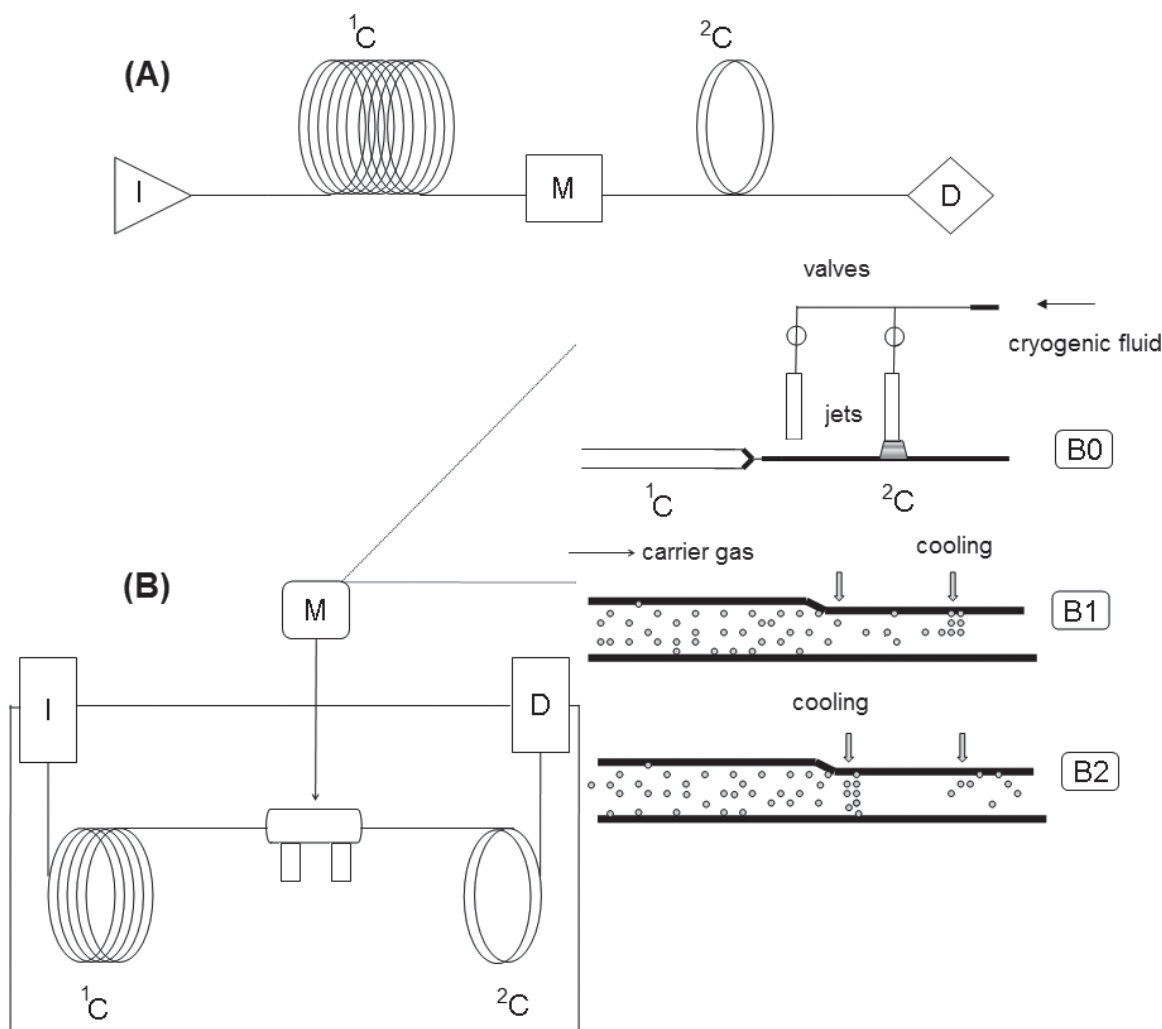 (A)
¹C
²C
I
M
D
valves
cryogenic fluid
jets
B0
¹C
²C
carrier gas
cooling
B1
(B)
M
cooling
B2
I
D
¹C
²C